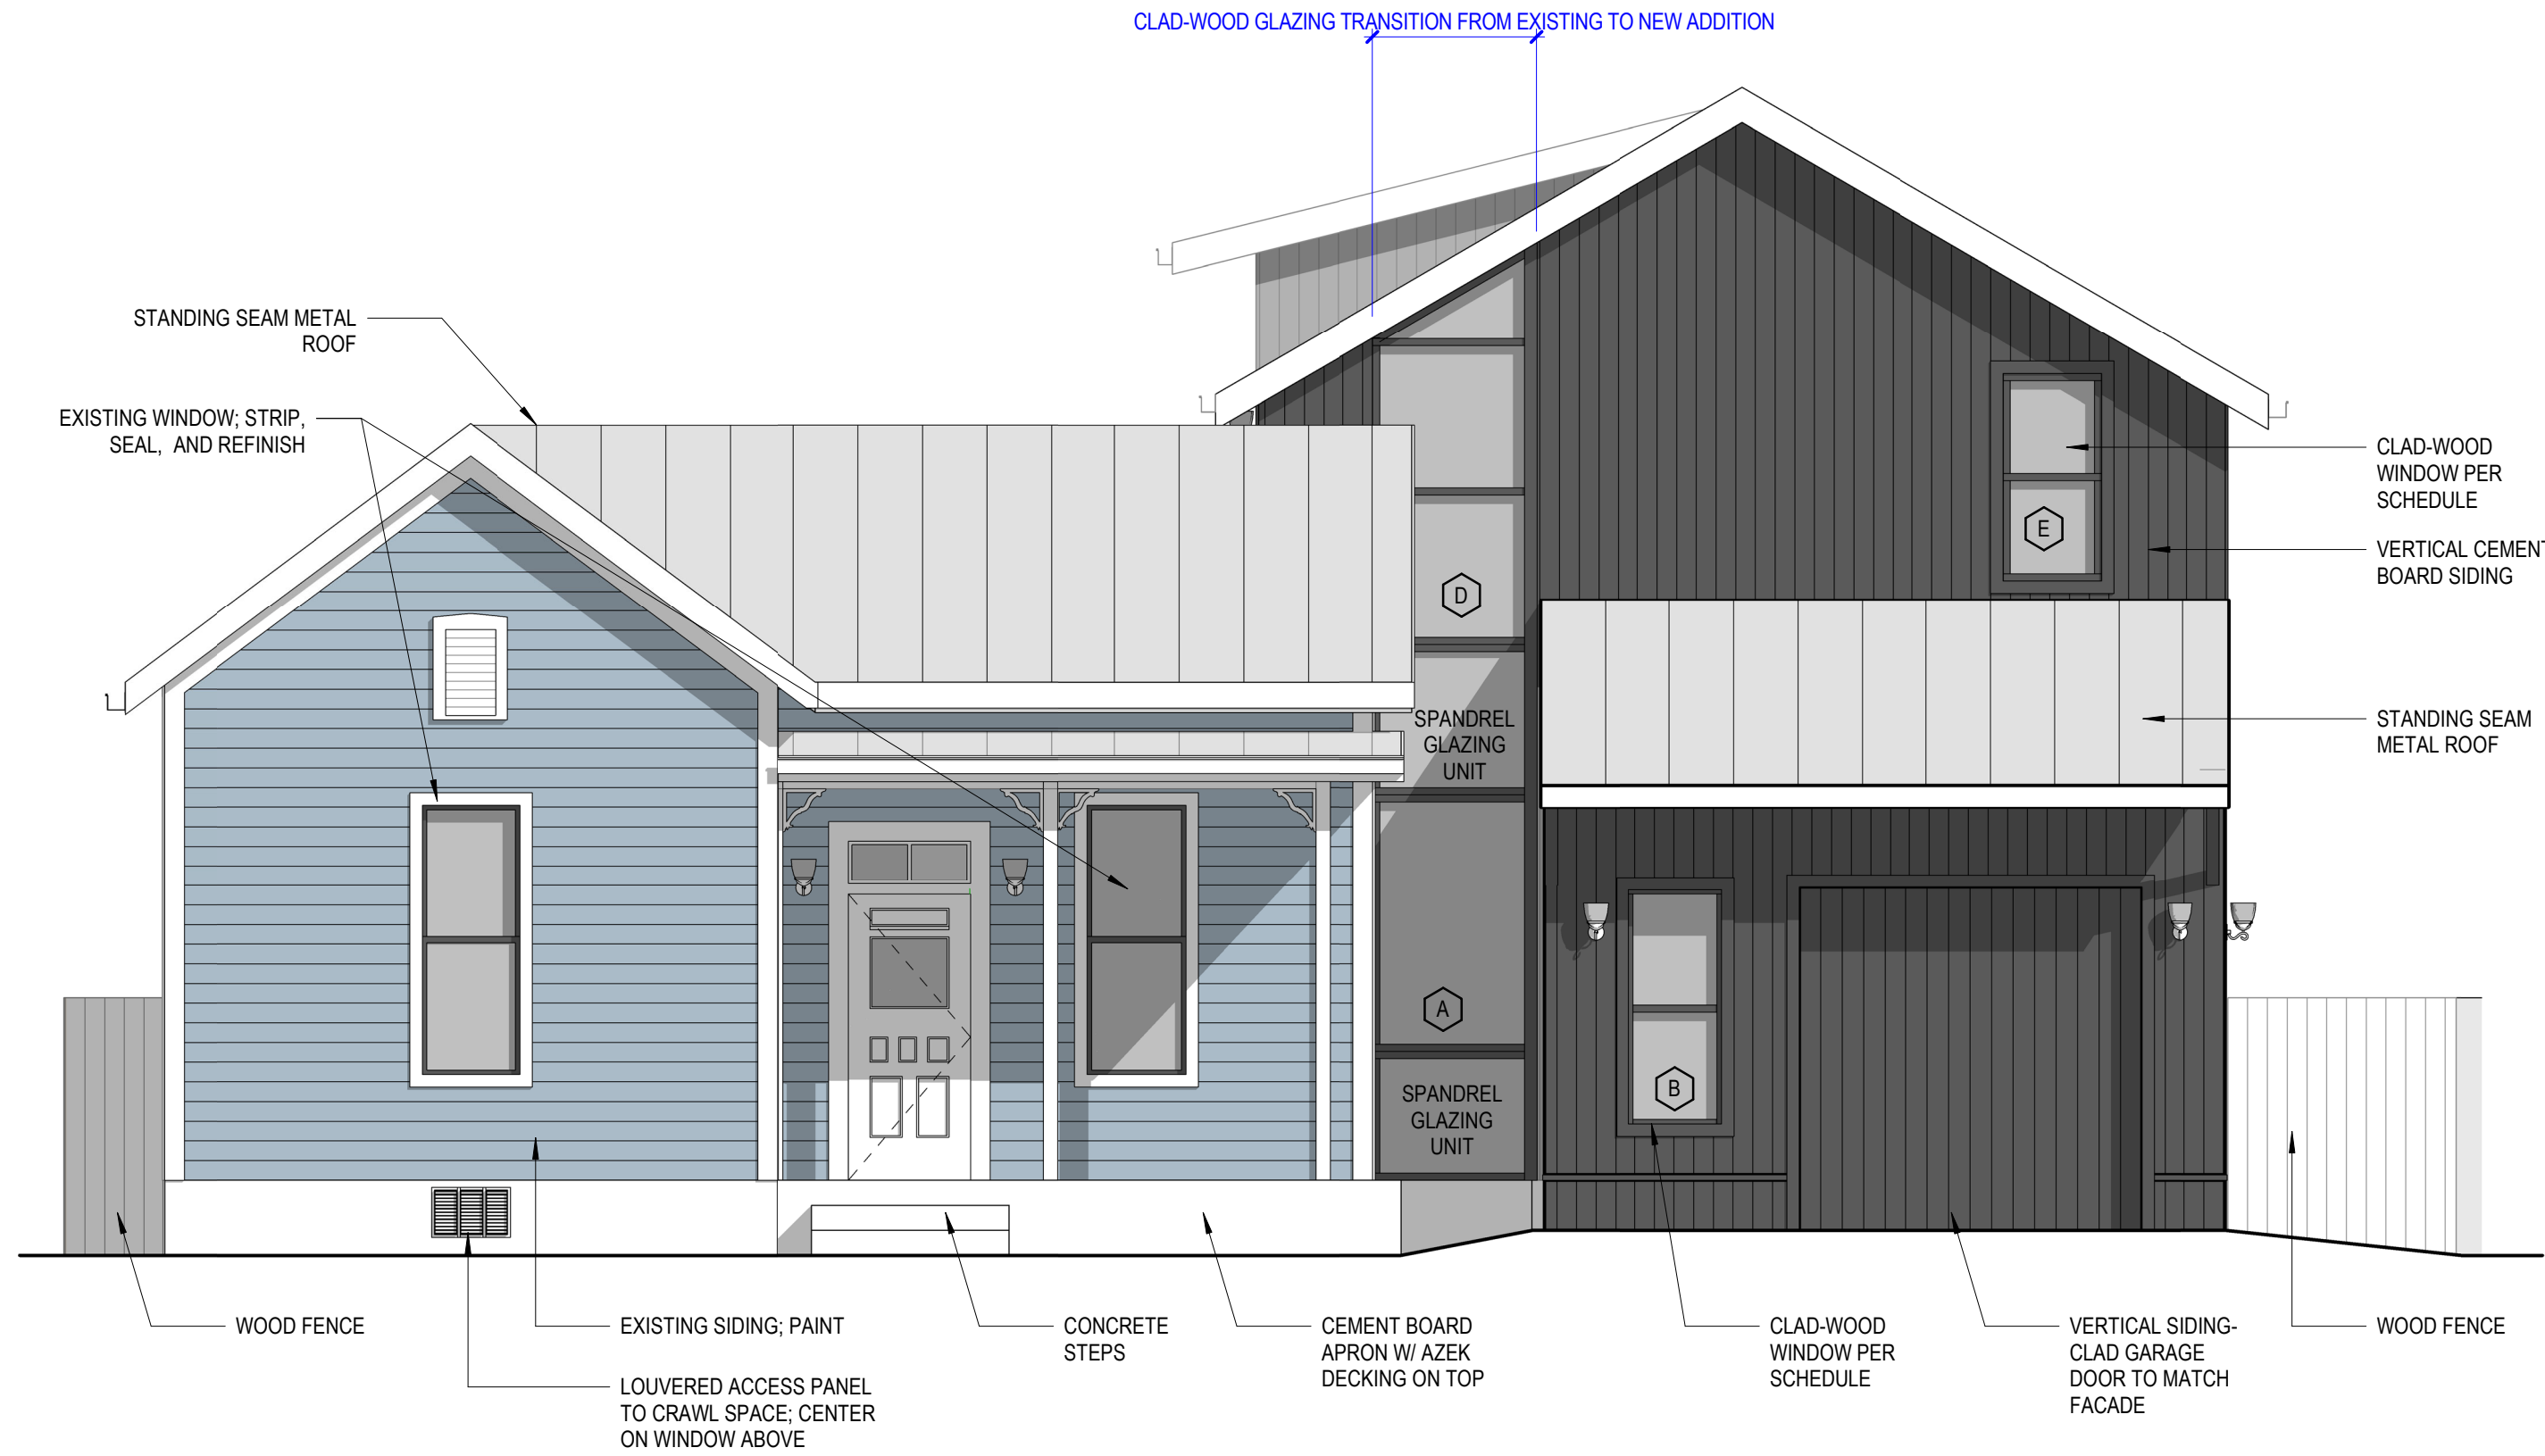 CLAD-WOOD GLAZING TRANSITION FROM EXISTING TO NEW ADDITION
STANDING SEAM METAL
ROOF
EXISTING WINDOW; STRIP,
SEAL, AND REFINISH
CLAD-WOOD
WINDOW PER
SCHEDULE
E
VERTICAL CEMENT
BOARD SIDING
D
SPANDREL
GLAZING
UNIT
STANDING SEAM
METAL ROOF
A
B
SPANDREL
GLAZING
UNIT
WOOD FENCE
EXISTING SIDING; PAINT
LOUVERED ACCESS PANEL
TO CRAWL SPACE; CENTER
ON WINDOW ABOVE
CONCRETE
STEPS
CEMENT BOARD
APRON W/ AZEK
DECKING ON TOP
CLAD-WOOD
WINDOW PER
SCHEDULE
VERTICAL SIDING-
CLAD GARAGE
DOOR TO MATCH
FACADE
WOOD FENCE